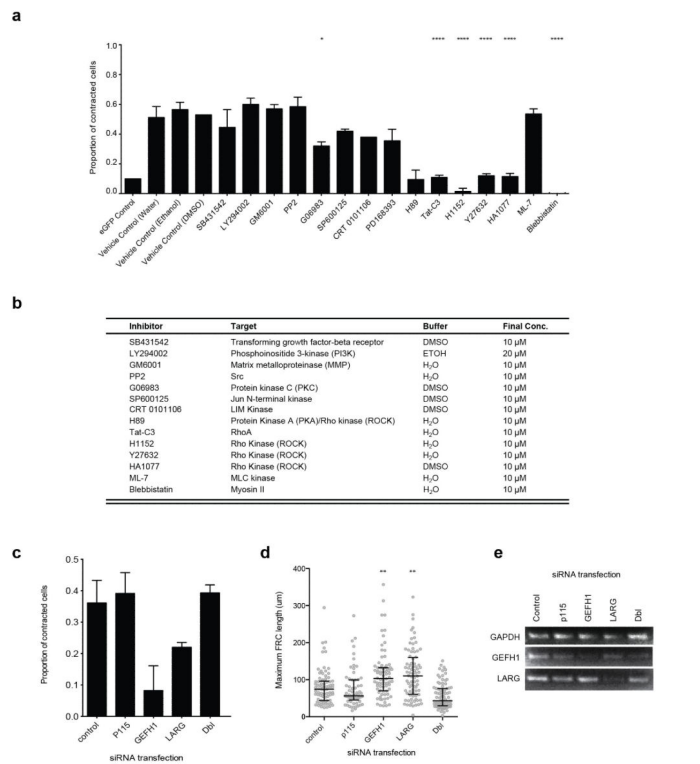 a
* **** **** **** **** ****
1.0
0.8
0.6
0.4
0.2
0.0
Proportion of contracted cells
eGFP Control
Vehicle Control (Water)
Vehicle Control (Ethanol)
Vehicle Control (DMSO)
SB431542
LY294002
GM6001
PP2
G06983
SP600125
CRT 0101106
PD168393
H89
Tat-C3
H1152
Y27632
HA1077
ML-7
Blebbistatin
b
Inhibitor Target Buffer Final Conc.
SB431542 Transforming growth factor-beta receptor DMSO 10 µM
LY294002 Phosphoinositide 3-kinase (PI3K) ETOH 20 µM
GM6001 Matrix metalloproteinase (MMP) H₂O 10 µM
PP2 Src H₂O 10 µM
G06983 Protein kinase C (PKC) DMSO 10 µM
SP600125 Jun N-terminal kinase DMSO 10 µM
CRT 0101106 LIM Kinase DMSO 10 µM
H89 Protein Kinase A (PKA)/Rho kinase (ROCK) H₂O 10 µM
Tat-C3 RhoA H₂O 10 µM
H1152 Rho Kinase (ROCK) H₂O 10 µM
Y27632 Rho Kinase (ROCK) H₂O 10 µM
HA1077 Rho Kinase (ROCK) DMSO 10 µM
ML-7 MLC kinase H₂O 10 µM
Blebbistatin Myosin II H₂O 10 µM
c
0.5
0.4
0.3
0.2
0.1
0.0
Proportion of contracted cells
control
P115
GEFH1
LARG
Dbl
siRNA transfection
d
** **
400
300
200
100
0
Maximum FRC length (um)
control
p115
GEFH1
LARG
Dbl
siRNA transfection
e
siRNA transfection
Control
p115
GEFH1
LARG
Dbl
GAPDH
GEFH1
LARG